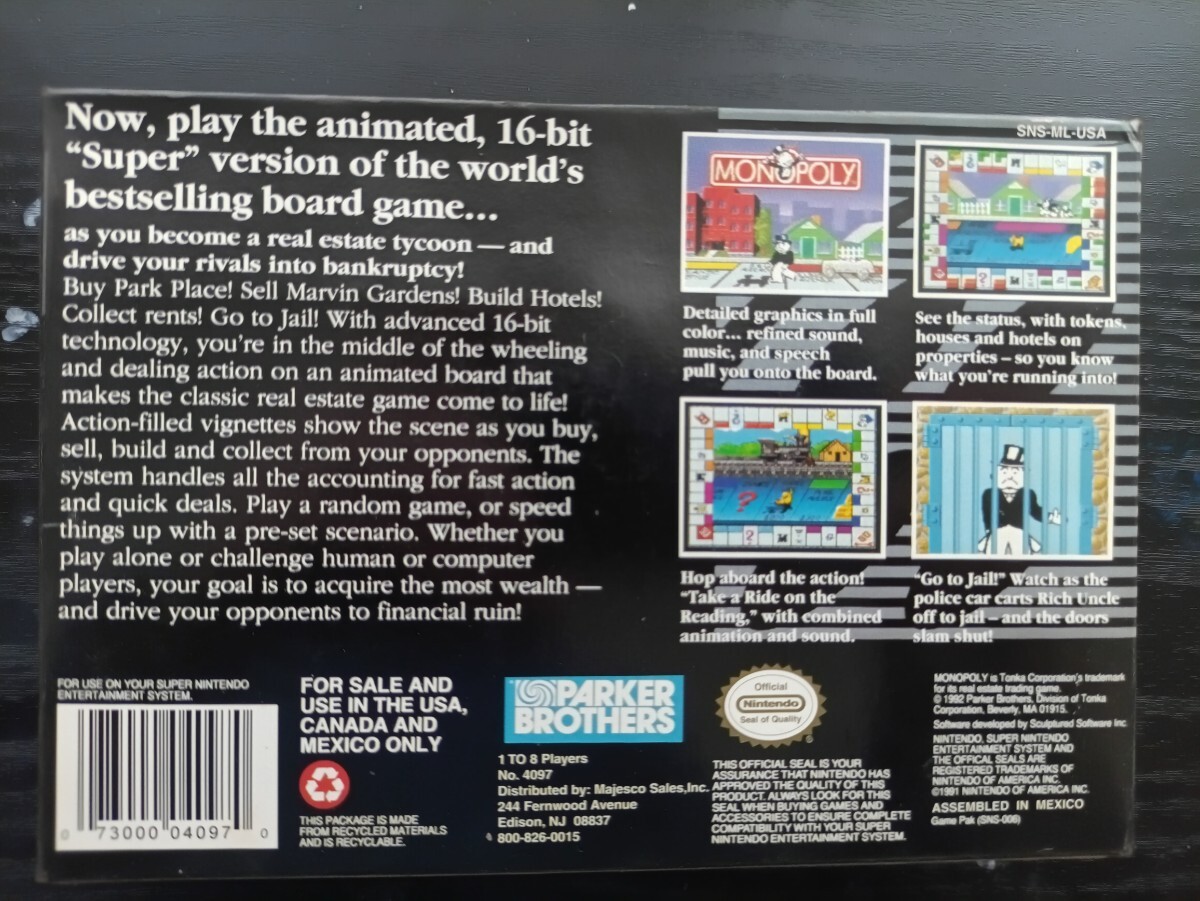 Now, play the animated, 16-bit
“Super” version of the world's
bestselling board game...
as you become a real estate tycoon — and
drive your rivals into bankruptcy!
Buy Park Place! Sell Marvin Gardens! Build Hotels!
Collect rents! Go to Jail! With advanced 16-bit
technology, you're in the middle of the wheeling
and dealing action on an animated board that
makes the classic real estate game come to life!
Action-filled vignettes show the scene as you buy,
sell, build and collect from your opponents. The
system handles all the accounting for fast action
and quick deals. Play a random game, or speed
things up with a pre-set scenario. Whether you
play alone or challenge human or computer
players, your goal is to acquire the most wealth —
and drive your opponents to financial ruin!
SNS-ML-USA
MONOPOLY
Detailed graphics in full
color... refined sound,
music, and speech
pull you onto the board.
See the status, with tokens,
houses and hotels on
properties – so you know
what you're running into!
Hop aboard the action!
“Take a Ride on the
Reading,” with combined
animation and sound.
“Go to Jail!” Watch as the
police car carts Rich Uncle
off to jail – and the doors
slam shut!
FOR USE ON YOUR SUPER NINTENDO
ENTERTAINMENT SYSTEM.
0 73000 04097 0
FOR SALE AND
USE IN THE USA,
CANADA AND
MEXICO ONLY
THIS PACKAGE IS MADE
FROM RECYCLED MATERIALS
AND IS RECYCLABLE.
PARKER
BROTHERS
1 TO 8 Players
No. 4097
Distributed by: Majesco Sales,Inc.
244 Fernwood Avenue
Edison, NJ 08837
800-826-0015
Official
Nintendo
Seal of Quality
®
THIS OFFICIAL SEAL IS YOUR
ASSURANCE THAT NINTENDO HAS
APPROVED THE QUALITY OF THIS
PRODUCT. ALWAYS LOOK FOR THIS
SEAL WHEN BUYING GAMES AND
ACCESSORIES TO ENSURE COMPLETE
COMPATIBILITY WITH YOUR SUPER
NINTENDO ENTERTAINMENT SYSTEM.
MONOPOLY is Tonka Corporation's trademark
for its real estate trading game.
© 1992 Parker Brothers, Division of Tonka
Corporation, Beverly, MA 01915.
Software developed by Sculptured Software Inc
NINTENDO, SUPER NINTENDO
ENTERTAINMENT SYSTEM AND
THE OFFICIAL SEALS ARE
REGISTERED TRADEMARKS OF
NINTENDO OF AMERICA INC.
©1991 NINTENDO OF AMERICA INC.
ASSEMBLED IN MEXICO
Game Pak (SNS-006)